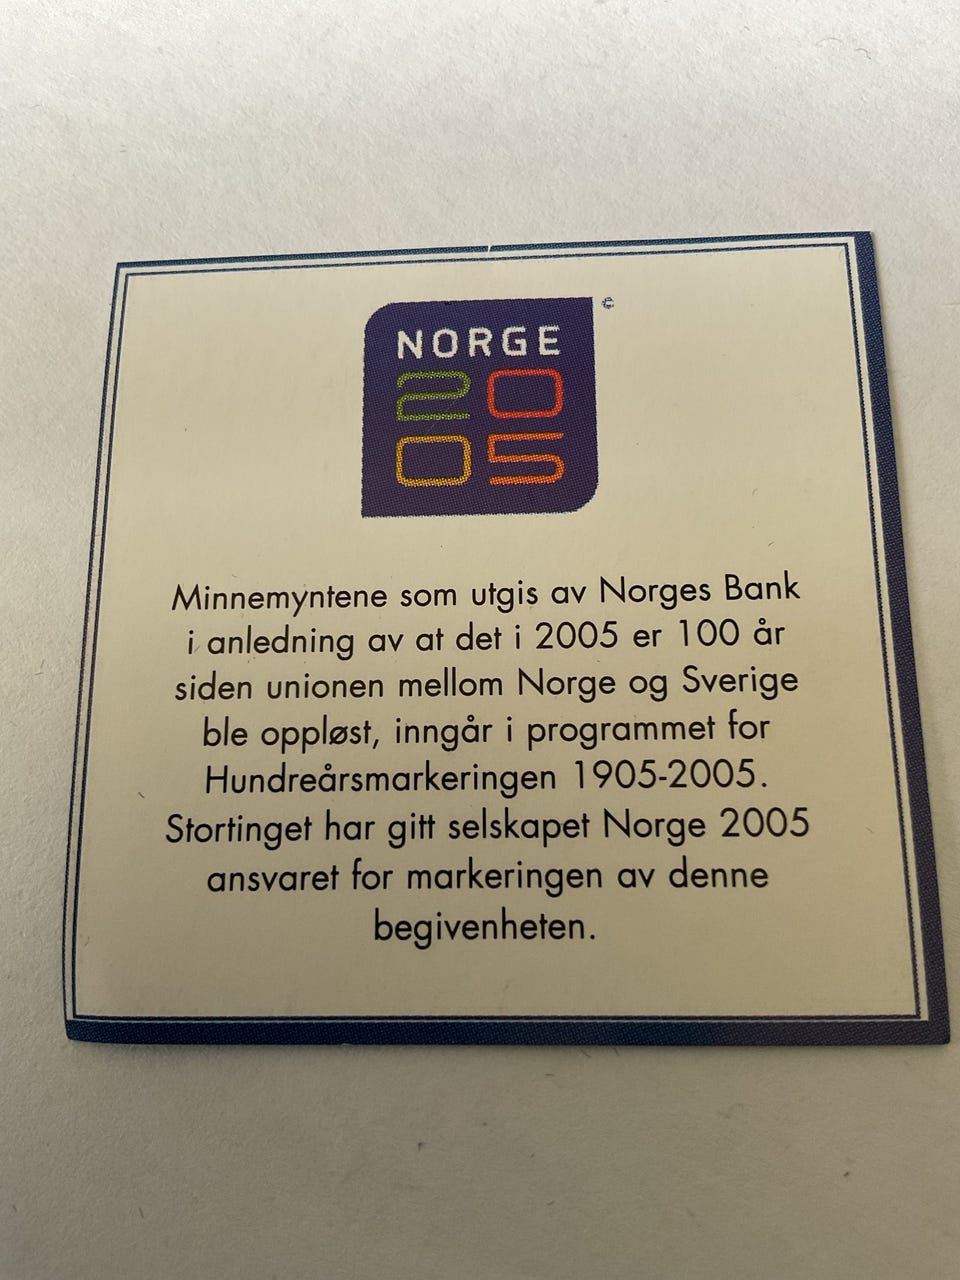 NORGE
20
05
©
Minnemyntene som utgis av Norges Bank
i anledning av at det i 2005 er 100 år
siden unionen mellom Norge og Sverige
ble oppløst, inngår i programmet for
Hundreårsmarkeringen 1905-2005.
Stortinget har gitt selskapet Norge 2005
ansvaret for markeringen av denne
begivenheten.